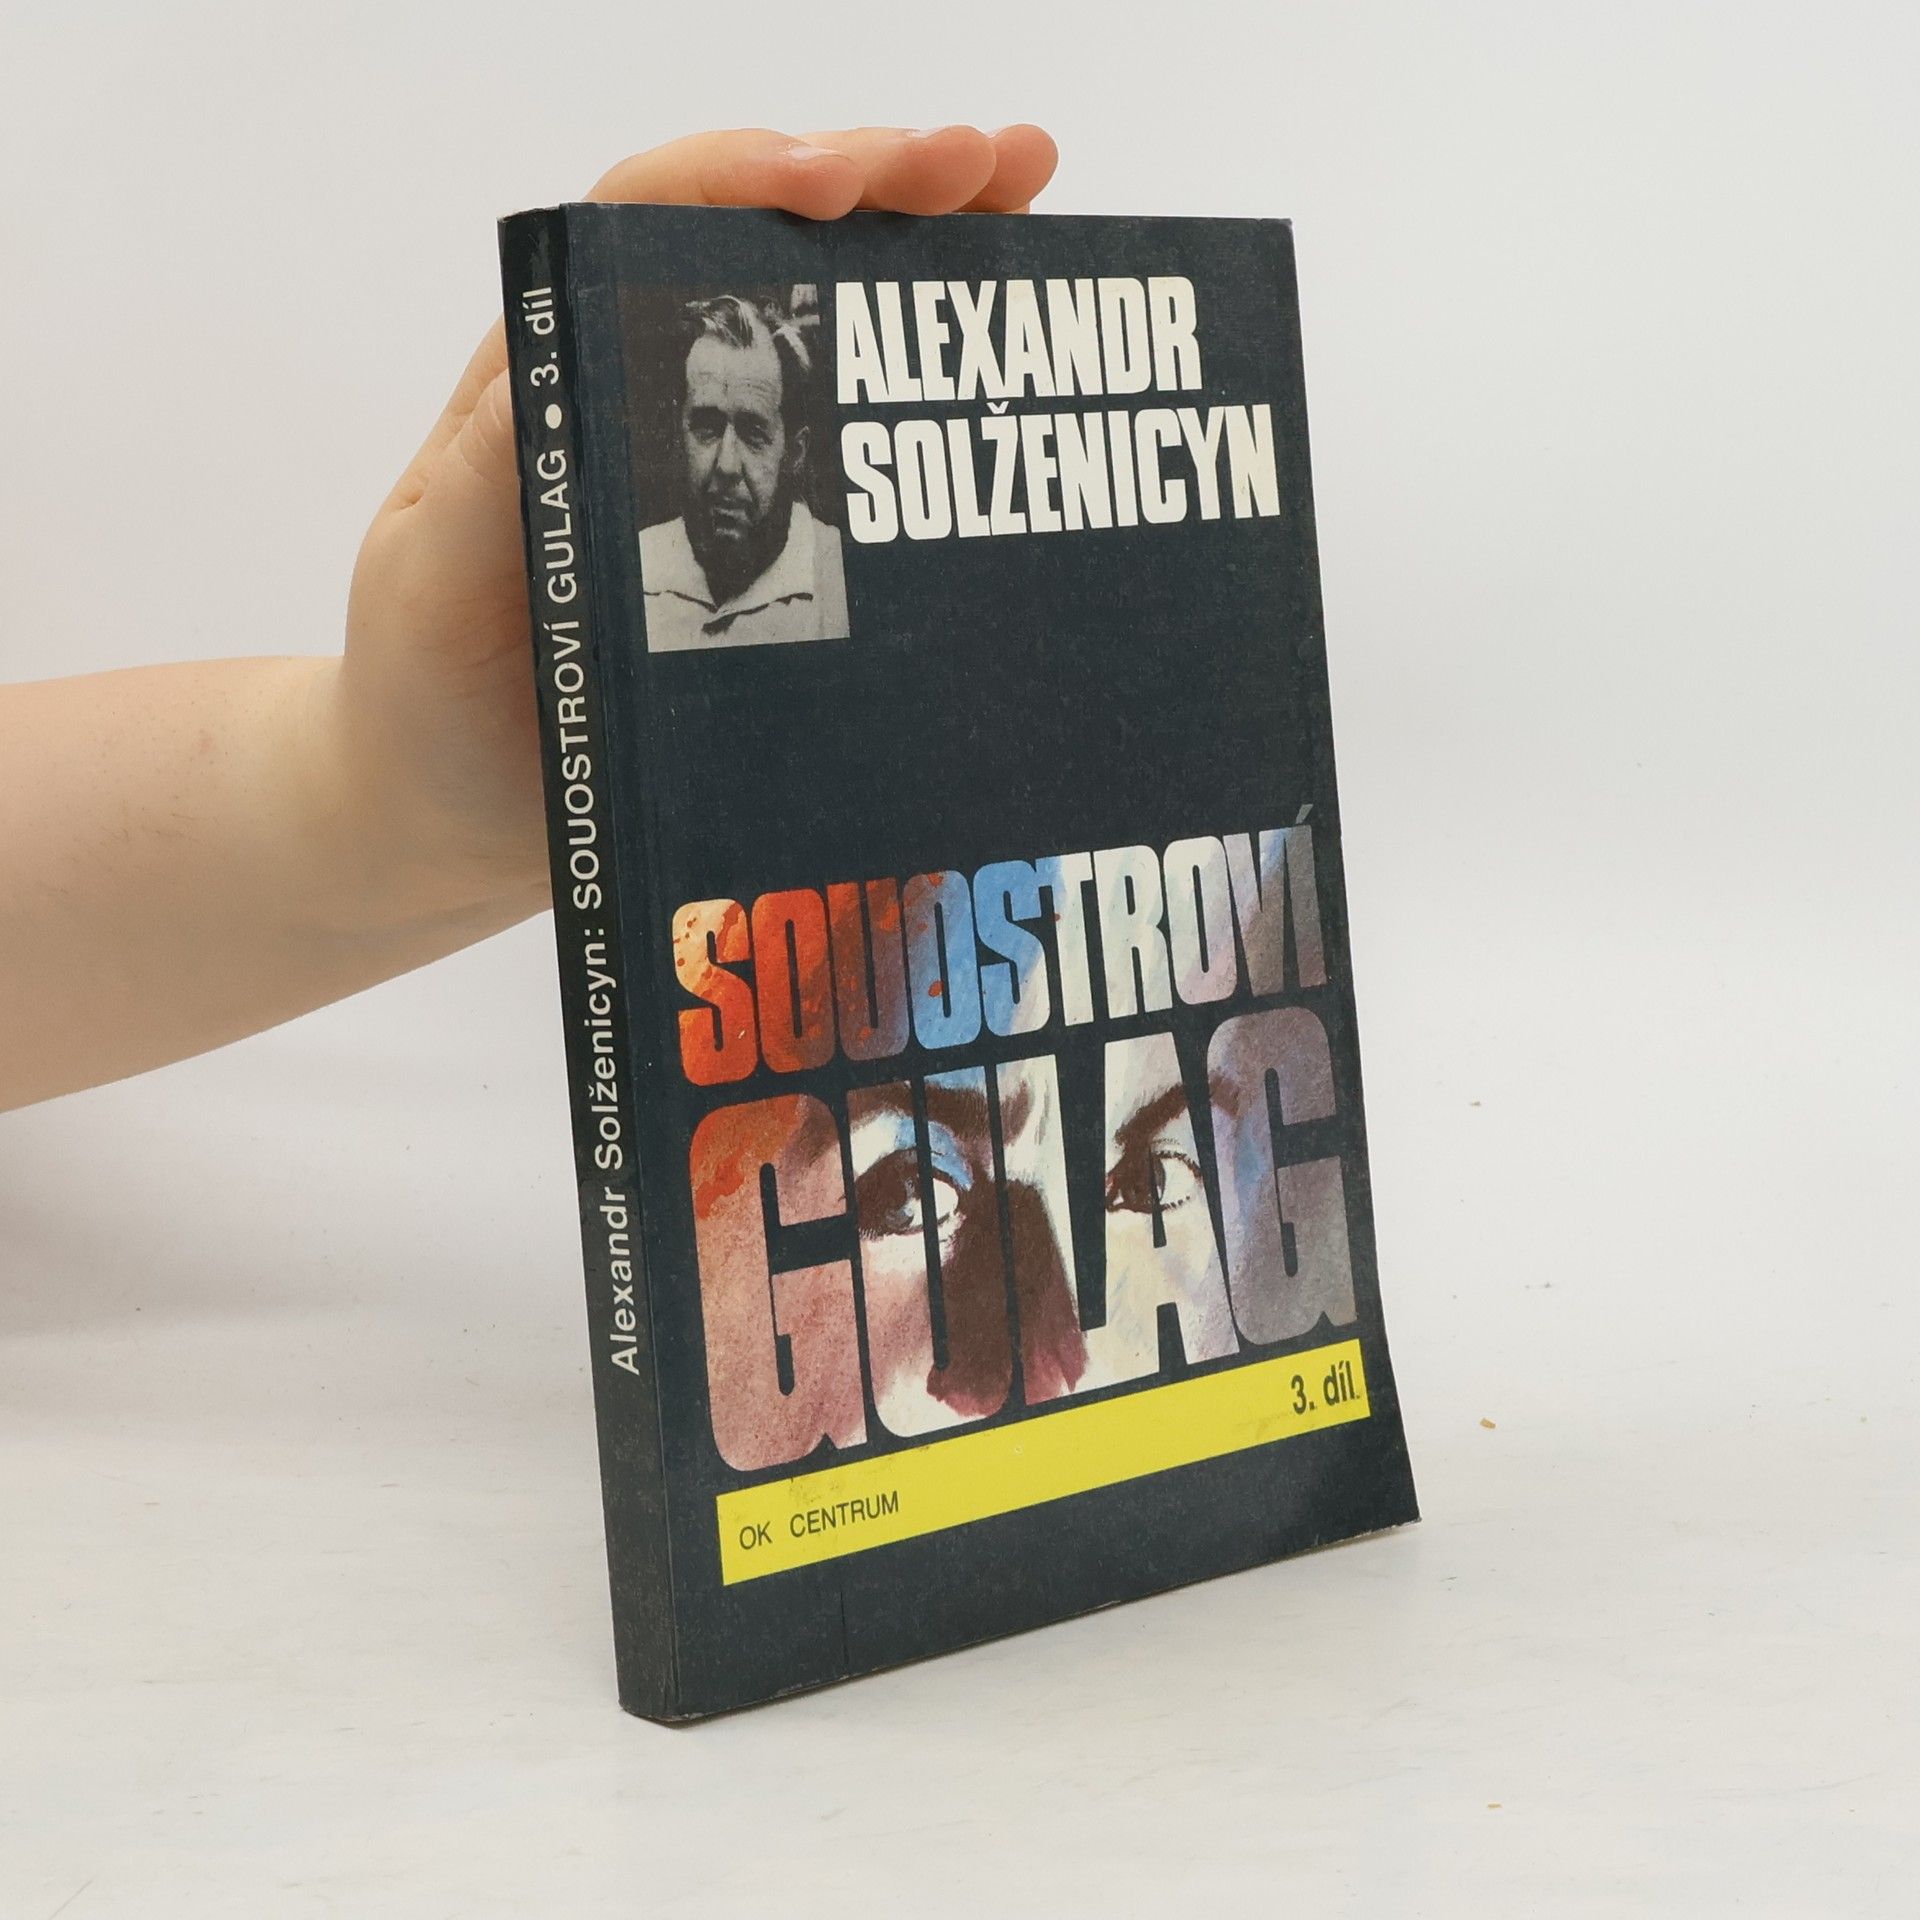 ALEXANDR
SOLŽENICYN
SOUOSTROVÍ
GULAG
3. díl
OK CENTRUM
Alexandr Solženicyn: SOUOSTROVÍ GULAG • 3. díl